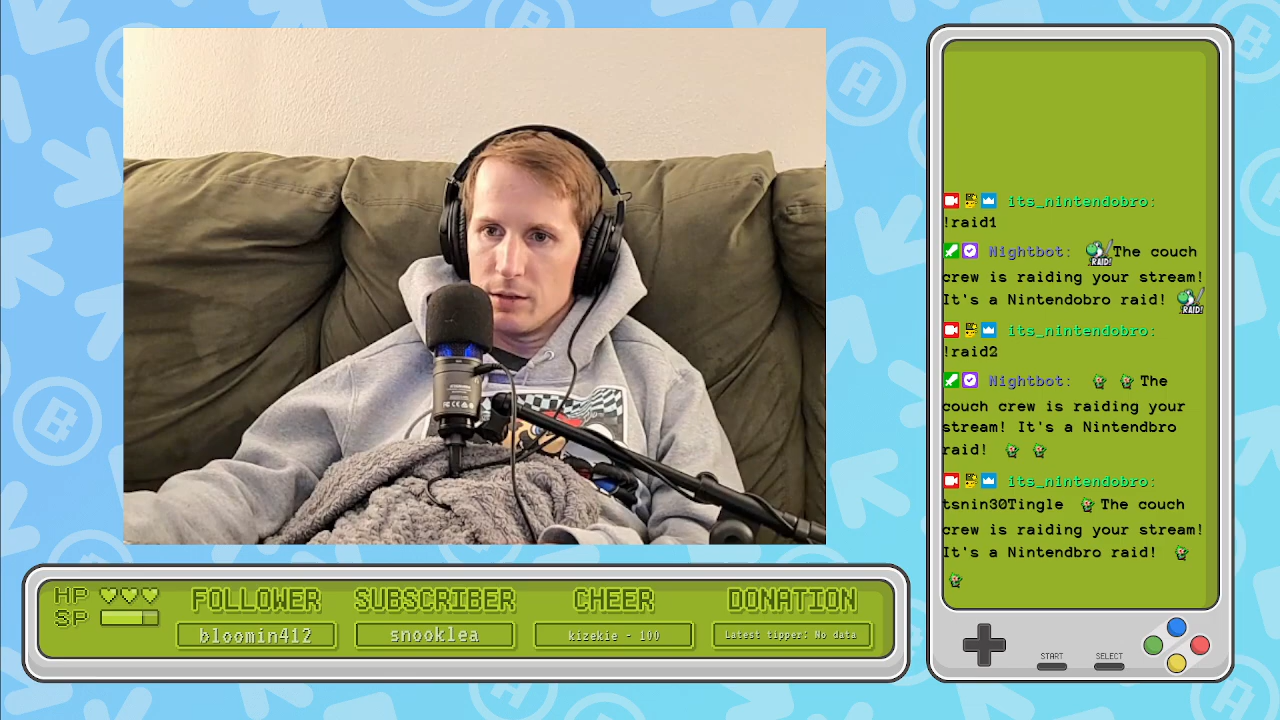 its_nintendobro:
!raid1
Nightbot: RAID! The couch
crew is raiding your stream!
It's a Nintendobro raid! RAID!
its_nintendobro:
!raid2
Nightbot: The
couch crew is raiding your
stream! It's a Nintendbro
raid!
its_nintendobro:
tsnin30Tingle The couch
crew is raiding your stream!
It's a Nintendbro raid!
START SELECT
HP
SP
FOLLOWER SUBSCRIBER CHEER DONATION
bloomin412 snooklea kizekie - 100 Latest tipper: No data
A
B